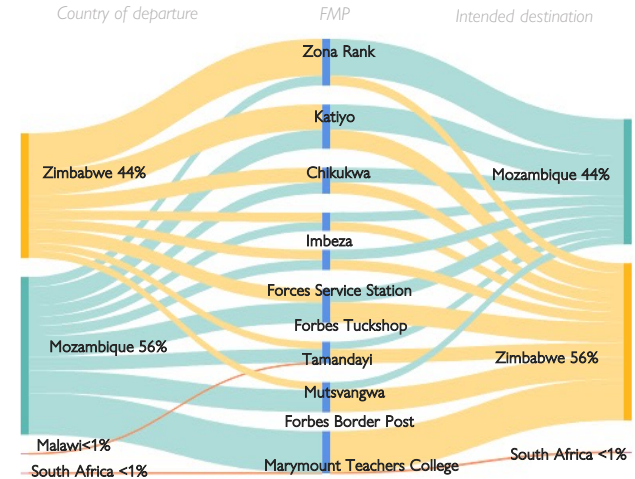 Country of departure FMP Intended destination
Zona Rank
Katiyo
Zimbabwe 44% Chikukwa Mozambique 44%
Imbeza
Forces Service Station
Forbes Tuckshop
Mozambique 56% Tamandayi Zimbabwe 56%
Mutsvangwa
Forbes Border Post
Malawi<1%
South Africa <1% Marymount Teachers College South Africa <1%